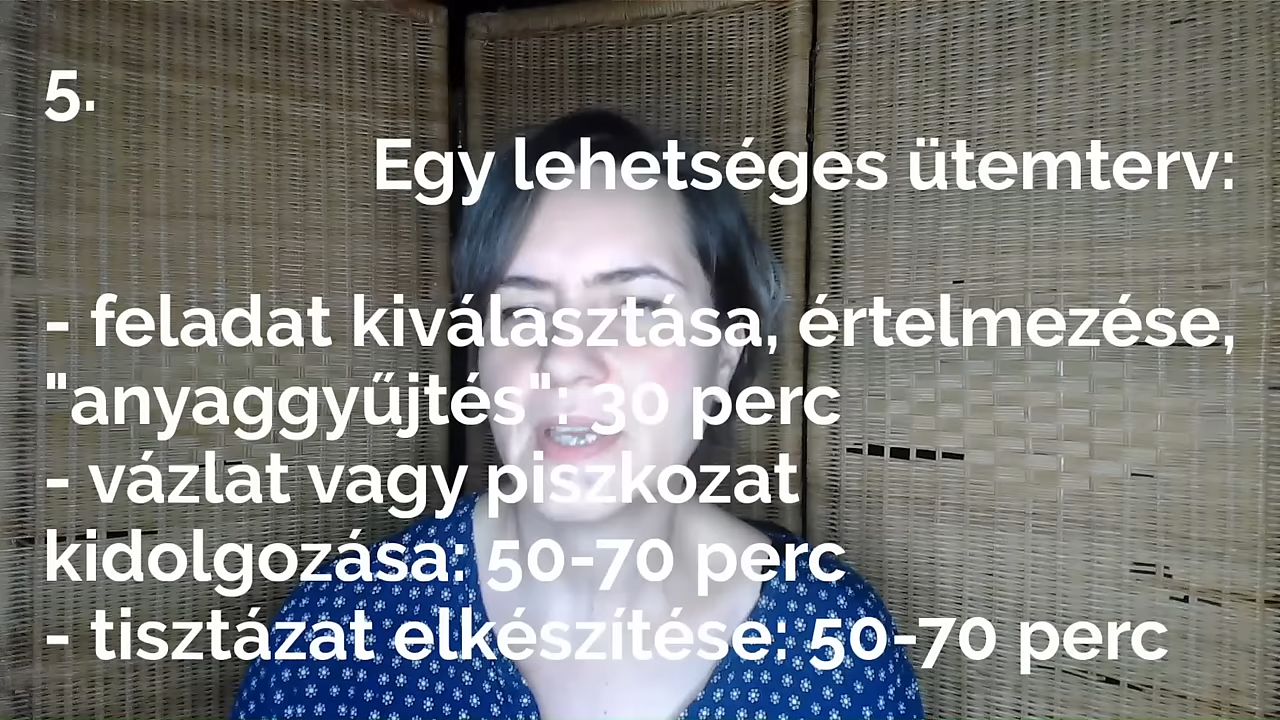 5.
Egy lehetséges ütemterv:
- feladat kiválasztása, értelmezése,
"anyaggyűjtés": 30 perc
- vázlat vagy piszkozat
kidolgozása: 50-70 perc
- tisztázat elkészítése: 50-70 perc